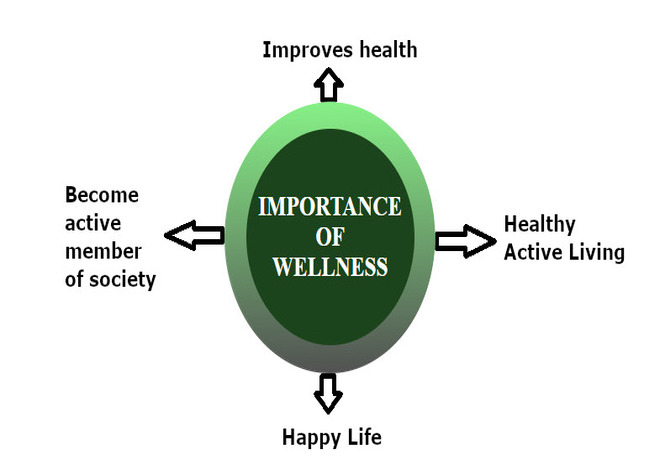 Improves health
Become
active
member
of society
IMPORTANCE
OF
WELLNESS
Healthy
Active Living
Happy Life